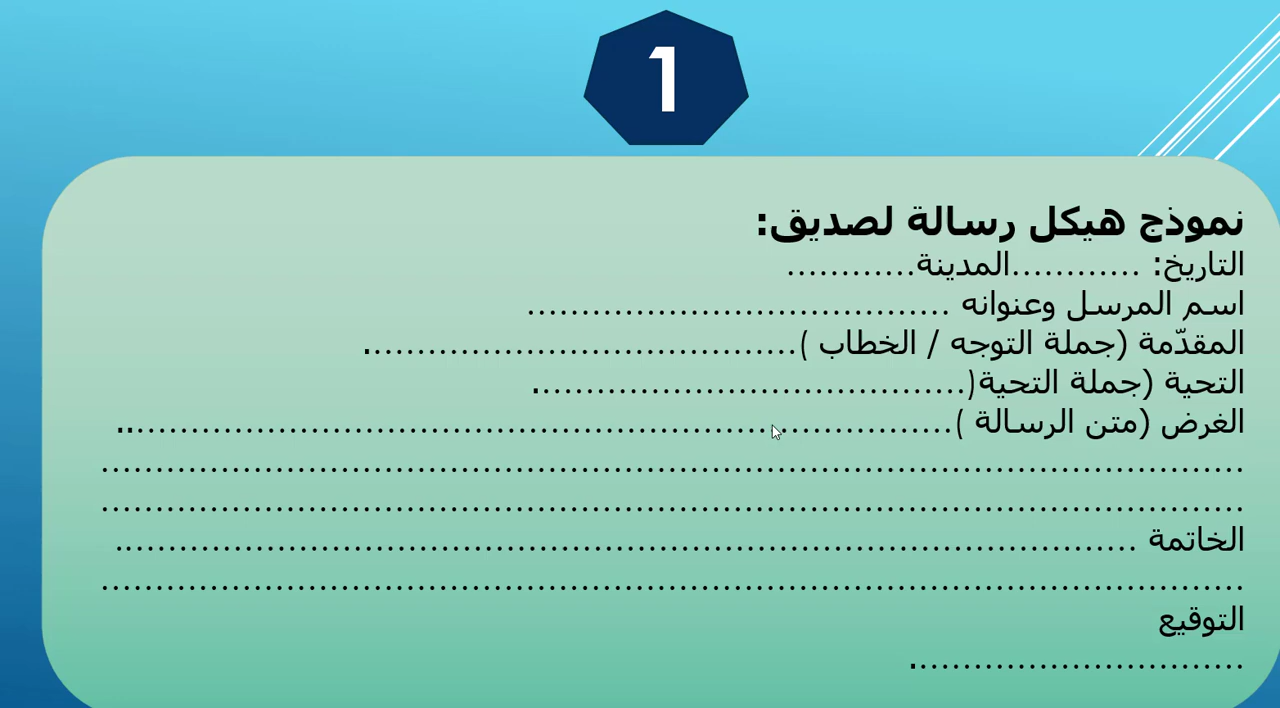 1
نموذج هيكل رسالة لصديق:
التاريخ: ............المدينة............
اسم المرسل وعنوانه .......................................
المقدّمة (جملة التوجه / الخطاب )........................................
التحية (جملة التحية(........................................
الغرض (متن الرسالة )............................................................................
.........................................................................................................
.........................................................................................................
الخاتمة ..............................................................................................
.........................................................................................................
التوقيع
...............................